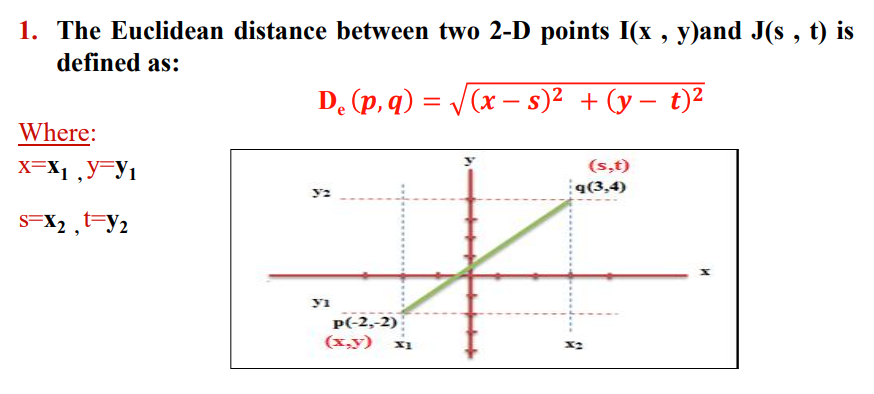 1. The Euclidean distance between two 2-D points I(x , y)and J(s , t) is
defined as:
Dₑ (p, q) = √(x − s)² + (y − t)²
Where:
x=x₁ ,y=y₁
s=x₂ ,t=y₂
y
(s,t)
q(3,4)
y₂
x
y₁
p(-2,-2)
(x,y) x₁
x₂